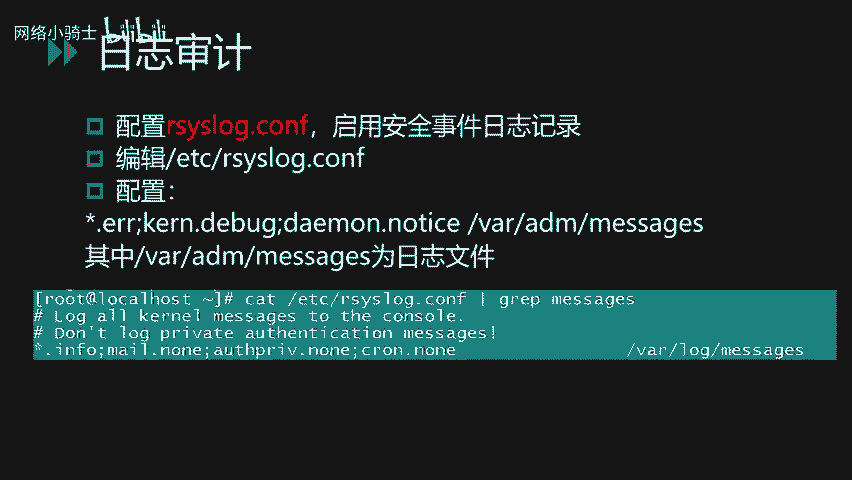 网络小骑士 bilibili
日志审计
配置rsyslog.conf，启用安全事件日志记录
编辑/etc/rsyslog.conf
配置：
*.err;kern.debug;daemon.notice /var/adm/messages
其中/var/adm/messages为日志文件
[root@localhost ~]# cat /etc/rsyslog.conf | grep messages
# Log all kernel messages to the console.
# Don't log private authentication messages!
*.info;mail.none;authpriv.none;cron.none /var/log/messages